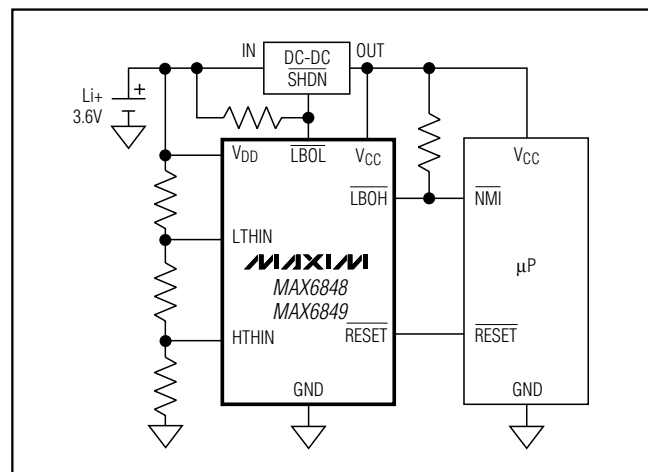 IN
DC-DC
SHDN
OUT
Li+
3.6V
+
VDD
LBOL
VCC
LBOH
NMI
VCC
LTHIN
MAXIM
MAX6848
MAX6849
µP
HTHIN
RESET
RESET
GND
GND